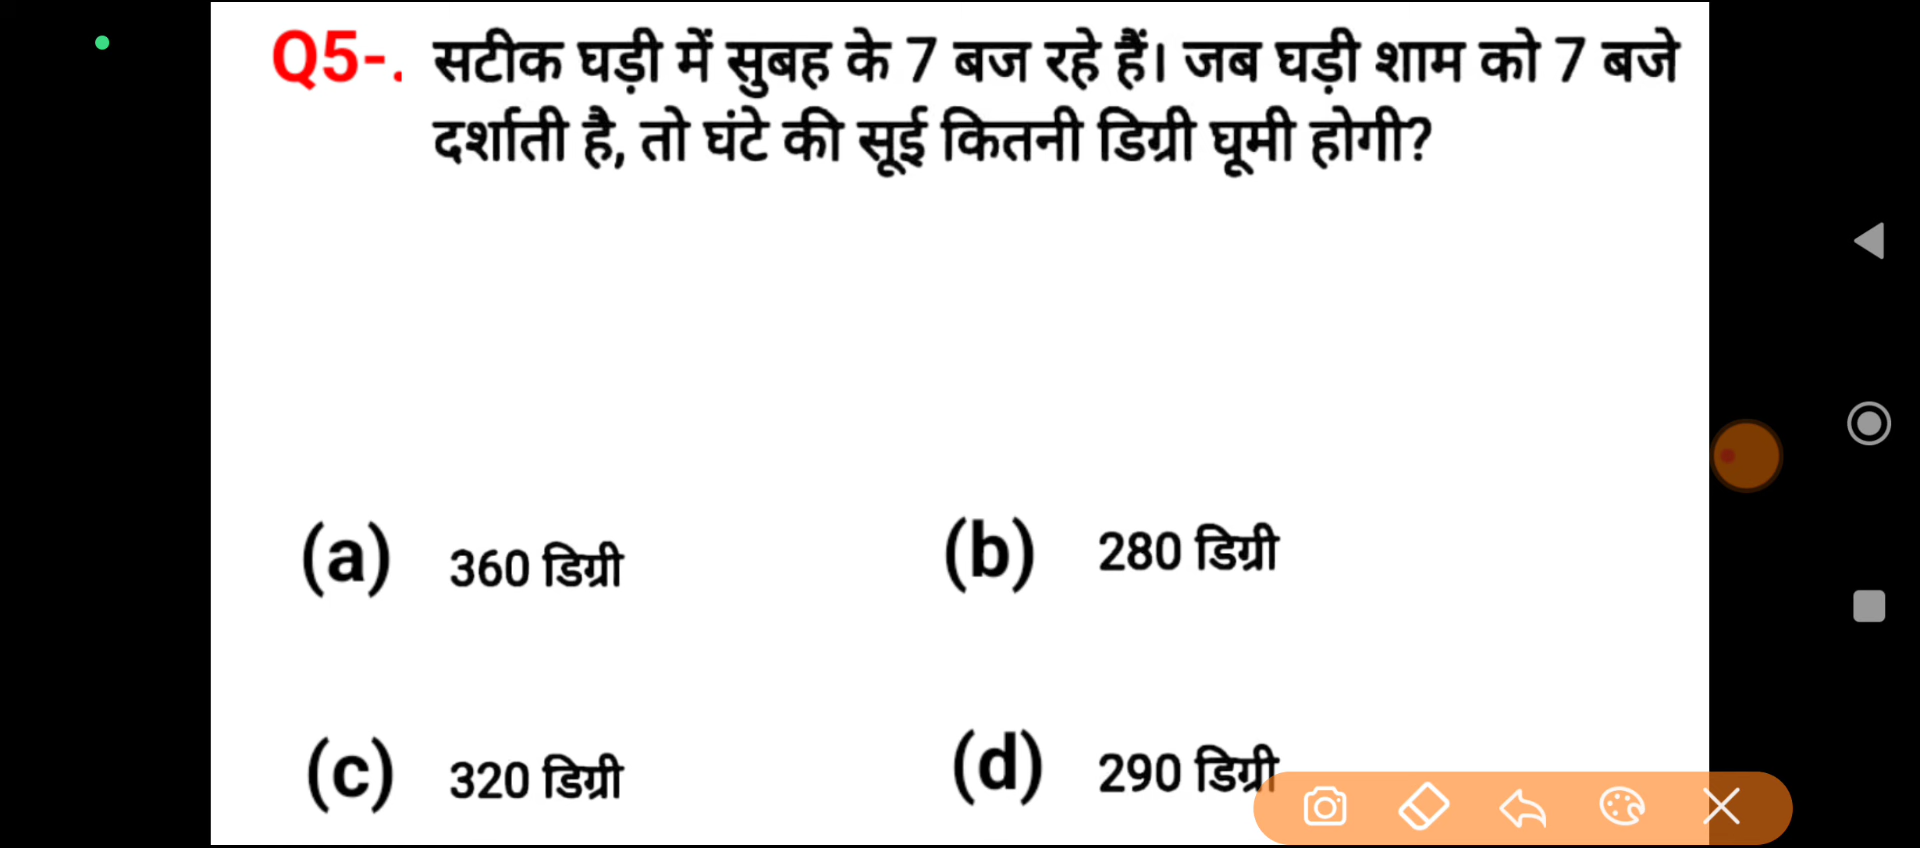 Q5-. सटीक घड़ी में सुबह के 7 बज रहे हैं। जब घड़ी शाम को 7 बजे
दर्शाती है, तो घंटे की सूई कितनी डिग्री घूमी होगी?
(a) 360 डिग्री
(b) 280 डिग्री
(c) 320 डिग्री
(d) 290 डिग्री